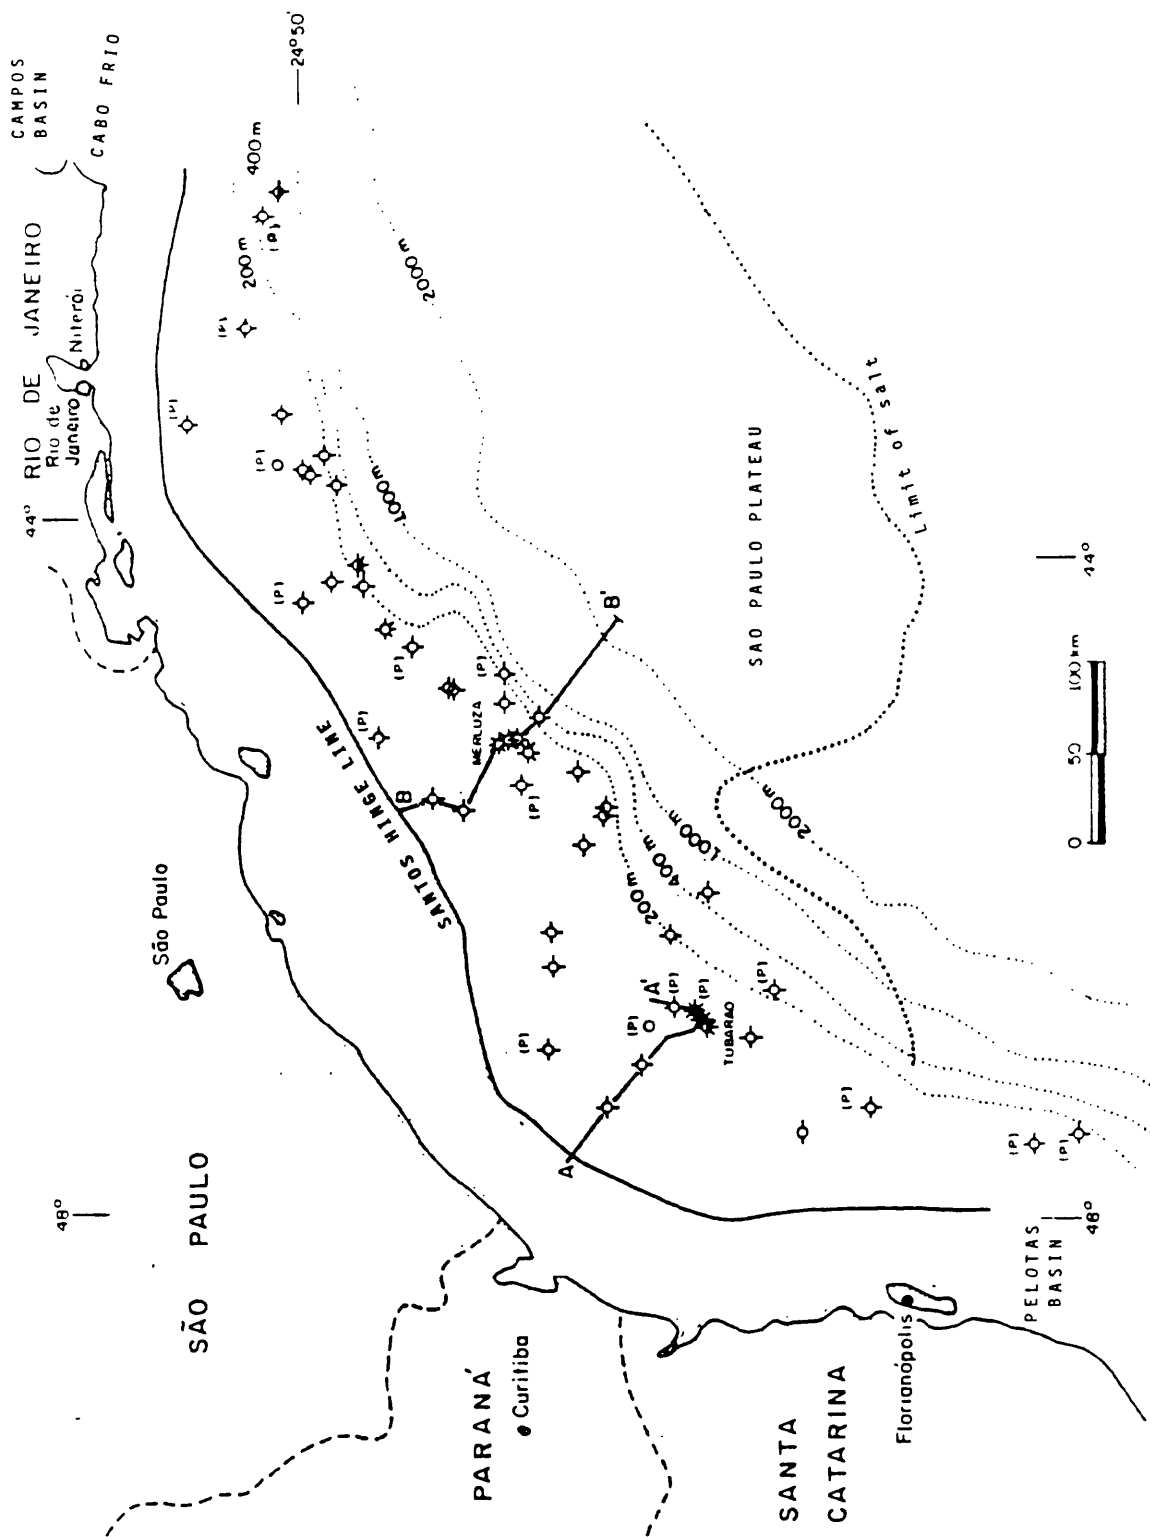 CAMPOS
BASIN
CABO FRIO
24°50'
RIO DE JANEIRO
Rio de
Janeiro
Niterói
44°
200m
400m
(P)
(P)
(P)
(P)
2000m
1000m
(P)
(P)
(P)
(P)
(P)
MERLUZA
B
B'
SANTOS HINGE LINE
SAO PAULO PLATEAU
Limit of salt
44°
0 50 100 km
São Paulo
SÃO PAULO
48°
200m
400m
1000m
2000m
(P)
(P)
(P)
(P)
(P)
A
A'
TUBARAO
(P)
(P)
(P)
PARANÁ
Curitiba
SANTA
CATARINA
Florianópolis
PELOTAS
BASIN
48°